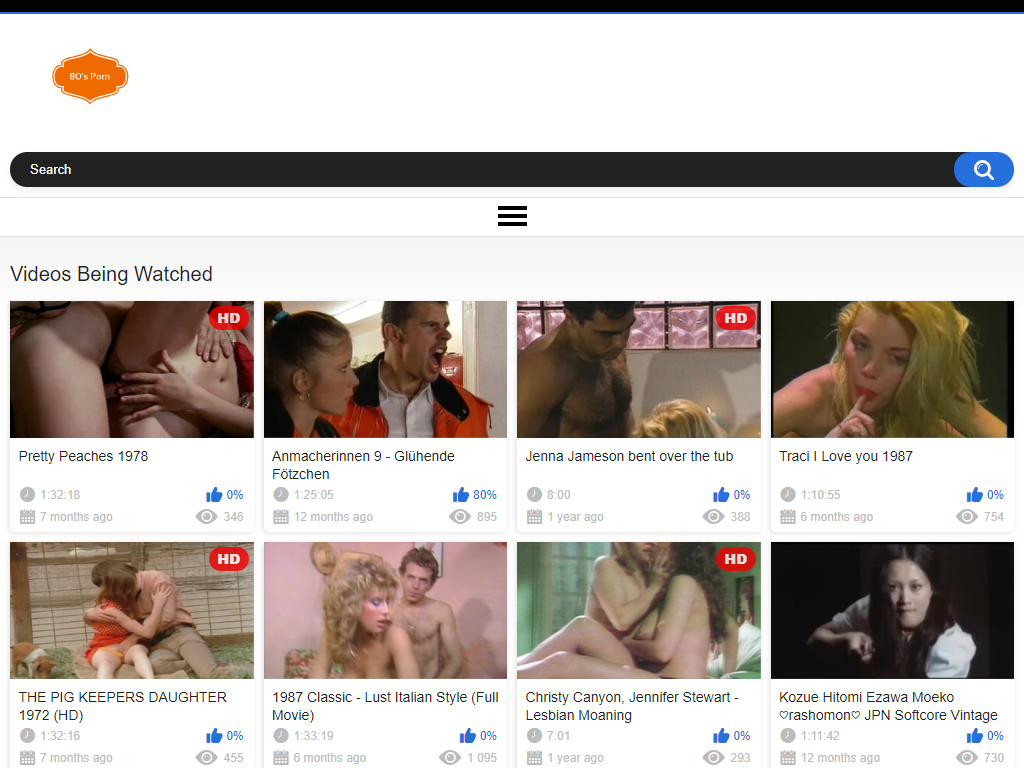 80's Porn
Search
Videos Being Watched
HD
HD
Pretty Peaches 1978
Anmacherinnen 9 - Glühende
Fötzchen
Jenna Jameson bent over the tub
Traci I Love you 1987
1:32:18
0%
1:25:05
80%
8:00
0%
1:10:55
0%
7 months ago
346
12 months ago
895
1 year ago
388
6 months ago
754
HD
HD
THE PIG KEEPERS DAUGHTER
1972 (HD)
1987 Classic - Lust Italian Style (Full
Movie)
Christy Canyon, Jennifer Stewart -
Lesbian Moaning
Kozue Hitomi Ezawa Moeko
♡rashomon♡ JPN Softcore Vintage
1:32:16
0%
1:33:19
0%
7:01
0%
1:11:42
0%
7 months ago
455
6 months ago
1 095
1 year ago
293
12 months ago
730